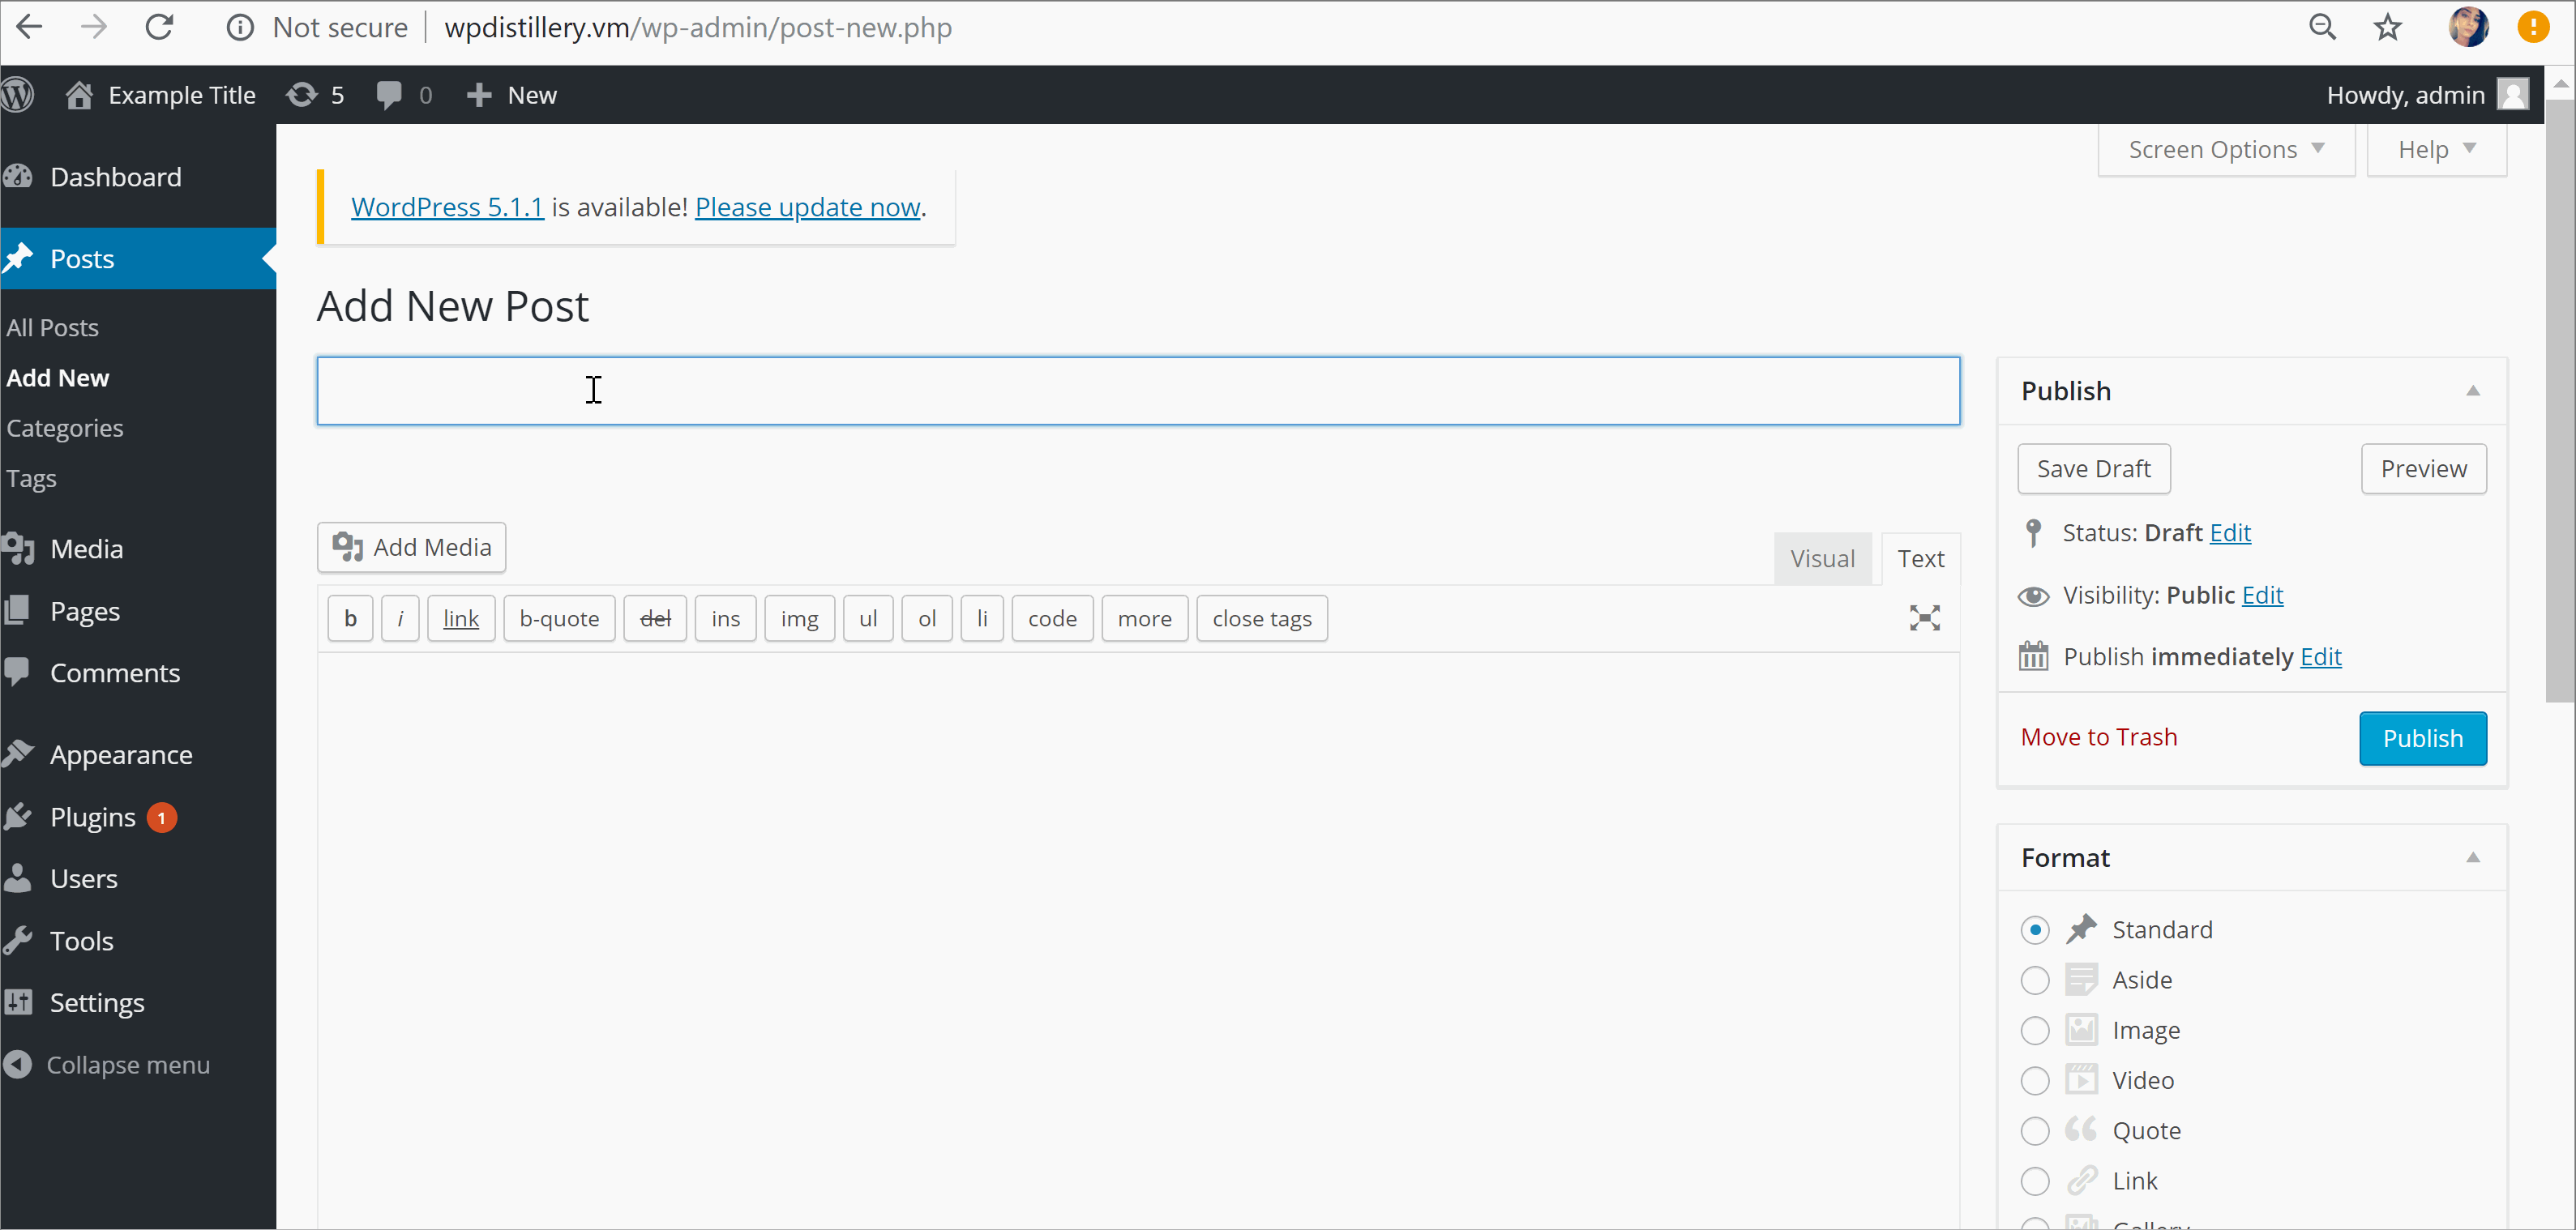 Not secure | wpdistillery.vm/wp-admin/post-new.php
Example Title 5 0 New
Howdy, admin
Screen Options Help
Dashboard
Posts
All Posts
Add New
Categories
Tags
Media
Pages
Comments
Appearance
Plugins 1
Users
Tools
Settings
Collapse menu
WordPress 5.1.1 is available! Please update now.
Add New Post
Add Media
Visual Text
b i link b-quote del ins img ul ol li code more close tags
Publish
Save Draft Preview
Status: Draft Edit
Visibility: Public Edit
Publish immediately Edit
Move to Trash Publish
Format
Standard
Aside
Image
Video
Quote
Link